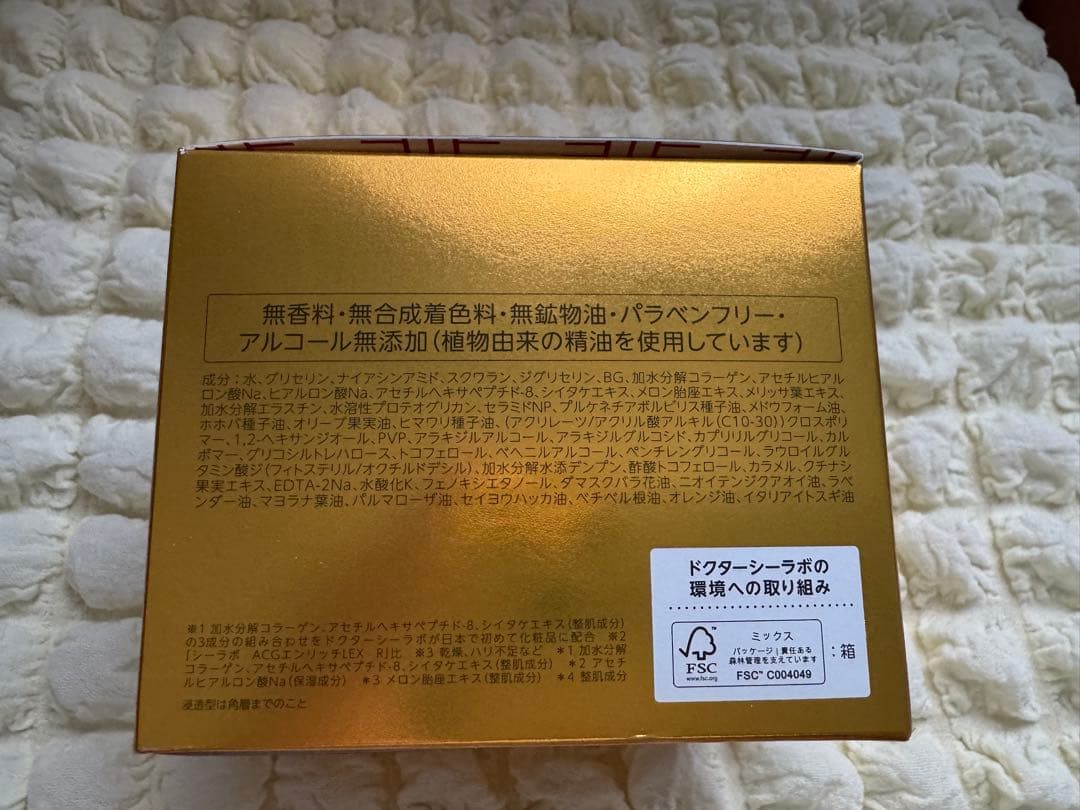 無香料・無合成着色料・無鉱物油・パラベンフリー・
アルコール無添加(植物由来の精油を使用しています)
成分:水、グリセリン、ナイアシンアミド、スクワラン、ジグリセリン、BG、加水分解コラーゲン、アセチルヒアル
ロン酸Na、ヒアルロン酸Na、アセチルヘキサペプチド-8、シイタケエキス、メロン胎座エキス、メリッサ葉エキス、
加水分解エラスチン、水溶性プロテオグリカン、セラミドNP、プルケネチアボルビリス種子油、メドウフォーム油、
ホホバ種子油、オリーブ果実油、ヒマワリ種子油、(アクリレーツ/アクリル酸アルキル(C10-30))クロスポリ
マー、1,2-ヘキサンジオール、PVP、アラキジルアルコール、アラキジルグルコシド、カプリリルグリコール、カル
ボマー、グリコシルトレハロース、トコフェロール、ベヘニルアルコール、ペンチレングリコール、ラウロイルグル
タミン酸ジ(フィトステリル/オクチルドデシル)、加水分解水添デンプン、酢酸トコフェロール、カラメル、クチナシ
果実エキス、EDTA-2Na、水酸化K、フェノキシエタノール、ダマスクバラ花油、ニオイテンジクアオイ油、ラベ
ンダー油、マヨラナ葉油、パルマローザ油、セイヨウハッカ油、ベチベル根油、オレンジ油、イタリアイトスギ油
※1 加水分解コラーゲン、アセチルヘキサペプチド-8、シイタケエキス(整肌成分)
の3成分の組み合わせをドクターシーラボが日本で初めて化粧品に配合 ※2
「シーラボ ACGエンリッチLEX R」比 ※3 乾燥、ハリ不足など *1 加水分解
コラーゲン、アセチルヘキサペプチド-8、シイタケエキス(整肌成分) *2 アセチ
ルヒアルロン酸Na(保湿成分) *3 メロン胎座エキス(整肌成分) *4 整肌成分
浸透型は角層までのこと
ドクターシーラボの
環境への取り組み
FSC
www.fsc.org
ミックス
パッケージ|責任ある
森林管理を支えています
FSC™ C004049
:箱